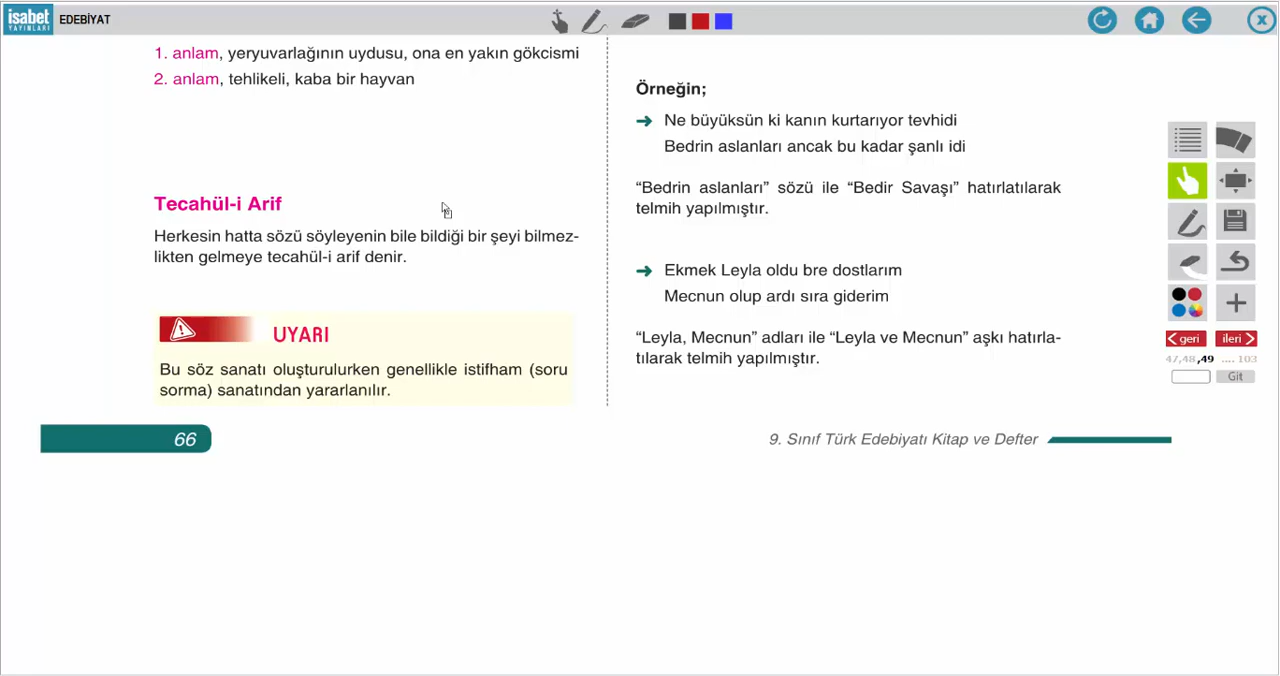 isabet
YAYINLARI
EDEBİYAT
1. anlam, yeryuvarlağının uydusu, ona en yakın gökcismi
2. anlam, tehlikeli, kaba bir hayvan
Tecahül-i Arif
Herkesin hatta sözü söyleyenin bile bildiği bir şeyi bilmez-
likten gelmeye tecahül-i arif denir.
UYARI
Bu söz sanatı oluşturulurken genellikle istifham (soru
sorma) sanatından yararlanılır.
66
Örneğin;
Ne büyüksün ki kanın kurtarıyor tevhidi
Bedrin aslanları ancak bu kadar şanlı idi
“Bedrin aslanları” sözü ile “Bedir Savaşı” hatırlatılarak
telmih yapılmıştır.
Ekmek Leyla oldu bre dostlarım
Mecnun olup ardı sıra giderim
“Leyla, Mecnun” adları ile “Leyla ve Mecnun” aşkı hatırla-
tılarak telmih yapılmıştır.
9. Sınıf Türk Edebiyatı Kitap ve Defter
geri ileri
47,48,49 .... 103
Git